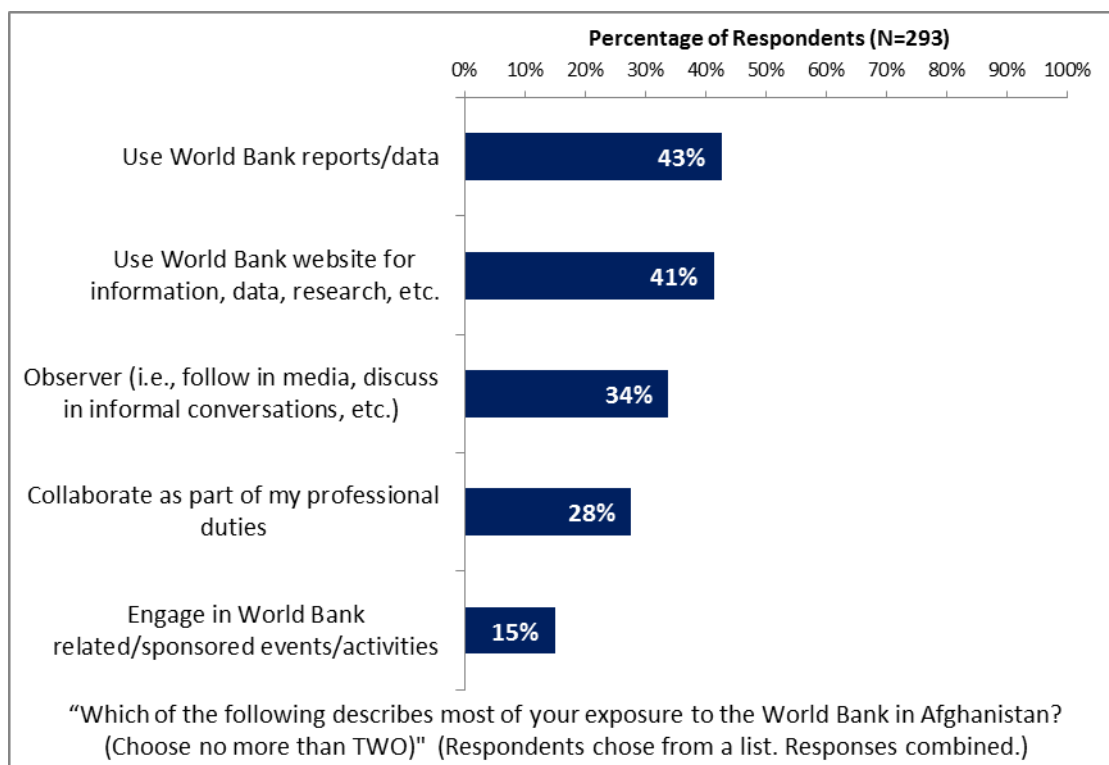 Percentage of Respondents (N=293)
0% 10% 20% 30% 40% 50% 60% 70% 80% 90% 100%
Use World Bank reports/data
43%
Use World Bank website for
information, data, research, etc.
41%
Observer (i.e., follow in media, discuss
in informal conversations, etc.)
34%
Collaborate as part of my professional
duties
28%
Engage in World Bank
related/sponsored events/activities
15%
“Which of the following describes most of your exposure to the World Bank in Afghanistan?
(Choose no more than TWO)" (Respondents chose from a list. Responses combined.)